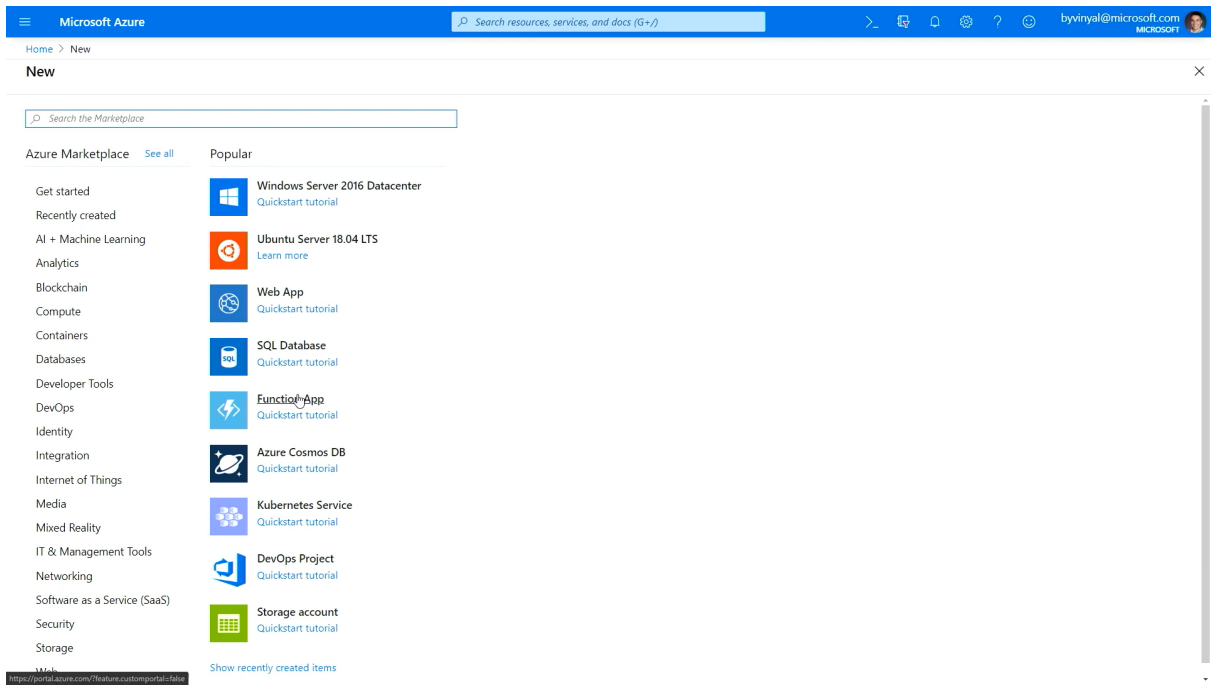 Microsoft Azure
Search resources, services, and docs (G+/)
byvinyal@microsoft.com
MICROSOFT
Home > New
New
Search the Marketplace
Azure Marketplace See all
Popular
Get started
Recently created
AI + Machine Learning
Analytics
Blockchain
Compute
Containers
Databases
Developer Tools
DevOps
Identity
Integration
Internet of Things
Media
Mixed Reality
IT & Management Tools
Networking
Software as a Service (SaaS)
Security
Storage
Web
Windows Server 2016 Datacenter
Quickstart tutorial
Ubuntu Server 18.04 LTS
Learn more
Web App
Quickstart tutorial
SQL Database
SQL
Quickstart tutorial
Function App
Quickstart tutorial
Azure Cosmos DB
Quickstart tutorial
Kubernetes Service
Quickstart tutorial
DevOps Project
Quickstart tutorial
Storage account
Quickstart tutorial
Show recently created items
https://portal.azure.com/?feature.customportal=false